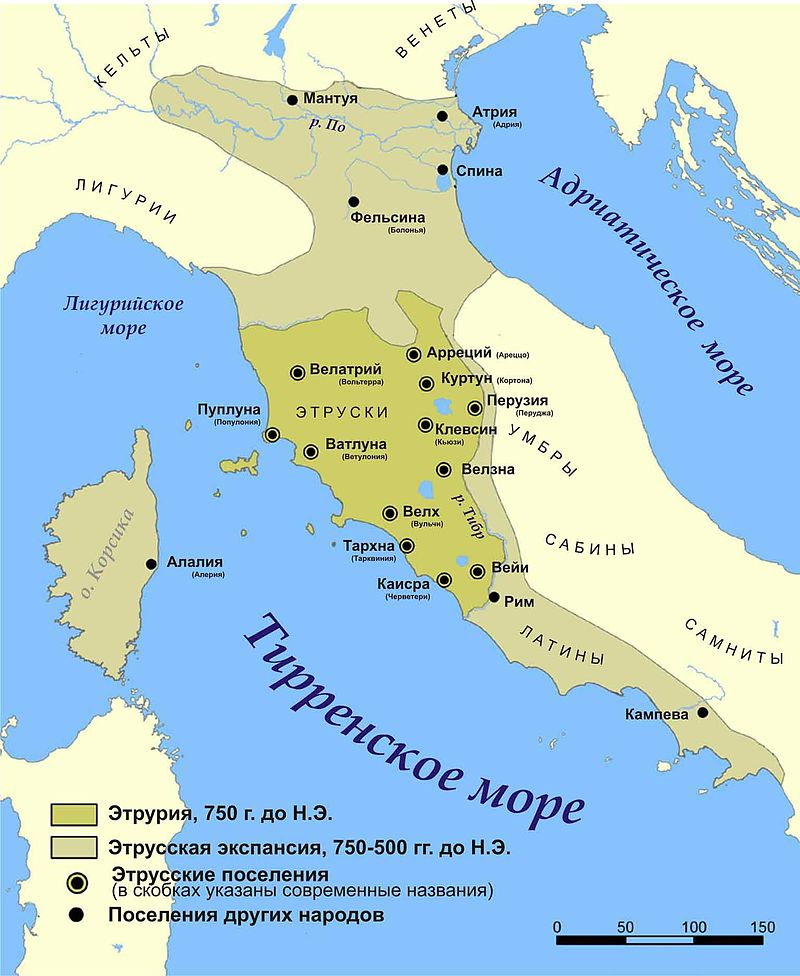 КЕЛЬТЫ
ВЕНЕТЫ
Мантуя
р. По
Атрия
(Адрия)
Спина
ЛИГУРИИ
Фельсина
(Болонья)
Адриатическое море
Лигурийское
море
Арреций (Ареццо)
Велатрий
(Вольтерра)
Куртун (Кортона)
Перузия
(Перуджа)
Пуплуна
(Популония)
ЭТРУСКИ
Клевсин
(Кьюзи)
УМБРЫ
Ватлуна
(Ветулония)
Велзна
р. Тибр
Велх
(Вульчи)
о. Корсика
Тархна
(Тарквиния)
САБИНЫ
Алалия
(Алерия)
Вейи
Каисра
(Черветери)
Рим
ЛАТИНЫ
САМНИТЫ
Тирренское море
Кампева
Этрурия, 750 г. до Н.Э.
Этрусская экспансия, 750-500 гг. до Н.Э.
Этрусские поселения
(в скобках указаны современные названия)
Поселения других народов
0 50 100 150